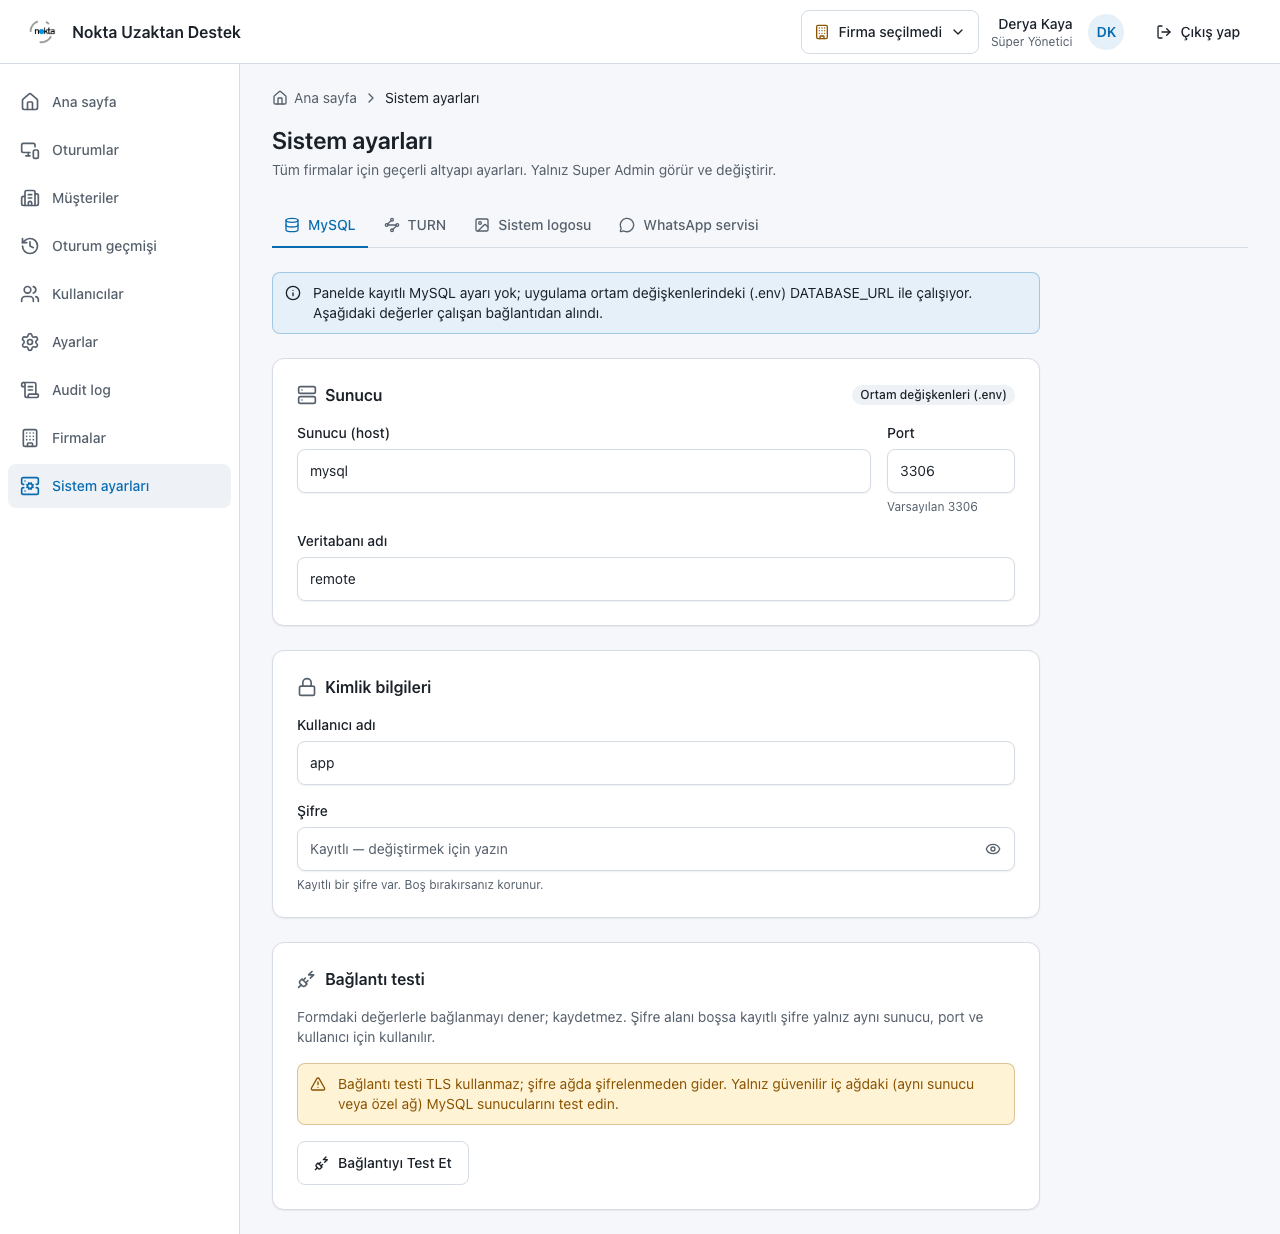 nokta
Nokta Uzaktan Destek
Firma seçilmedi
Derya Kaya
Süper Yönetici
DK
Çıkış yap
Ana sayfa
Oturumlar
Müşteriler
Oturum geçmişi
Kullanıcılar
Ayarlar
Audit log
Firmalar
Sistem ayarları
Ana sayfa
Sistem ayarları
Sistem ayarları
Tüm firmalar için geçerli altyapı ayarları. Yalnız Super Admin görür ve değiştirir.
MySQL
TURN
Sistem logosu
WhatsApp servisi
Panelde kayıtlı MySQL ayarı yok; uygulama ortam değişkenlerindeki (.env) DATABASE_URL ile çalışıyor.
Aşağıdaki değerler çalışan bağlantıdan alındı.
Sunucu
Ortam değişkenleri (.env)
Sunucu (host)
Port
mysql
3306
Varsayılan 3306
Veritabanı adı
remote
Kimlik bilgileri
Kullanıcı adı
app
Şifre
Kayıtlı — değiştirmek için yazın
Kayıtlı bir şifre var. Boş bırakırsanız korunur.
Bağlantı testi
Formdaki değerlerle bağlanmayı dener; kaydetmez. Şifre alanı boşsa kayıtlı şifre yalnız aynı sunucu, port ve
kullanıcı için kullanılır.
Bağlantı testi TLS kullanmaz; şifre ağda şifrelenmeden gider. Yalnız güvenilir iç ağdaki (aynı sunucu
veya özel ağ) MySQL sunucularını test edin.
Bağlantıyı Test Et